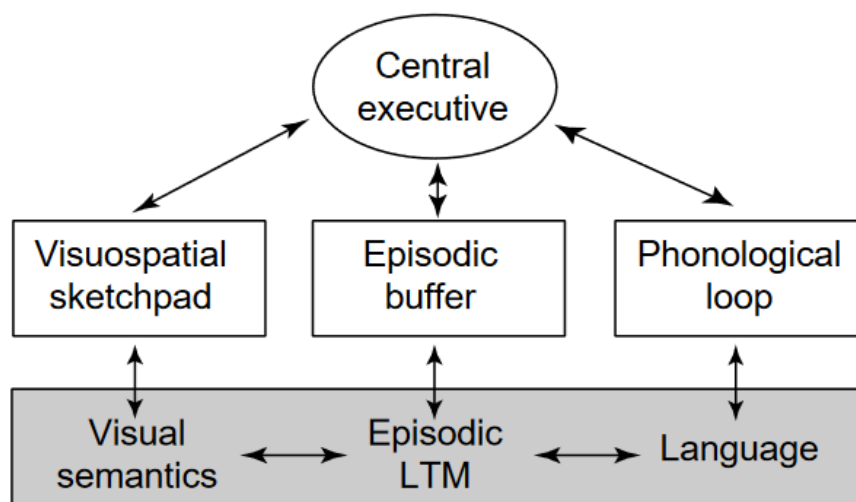 Central
executive
Visuospatial
sketchpad
Episodic
buffer
Phonological
loop
Visual
semantics
Episodic
LTM
Language